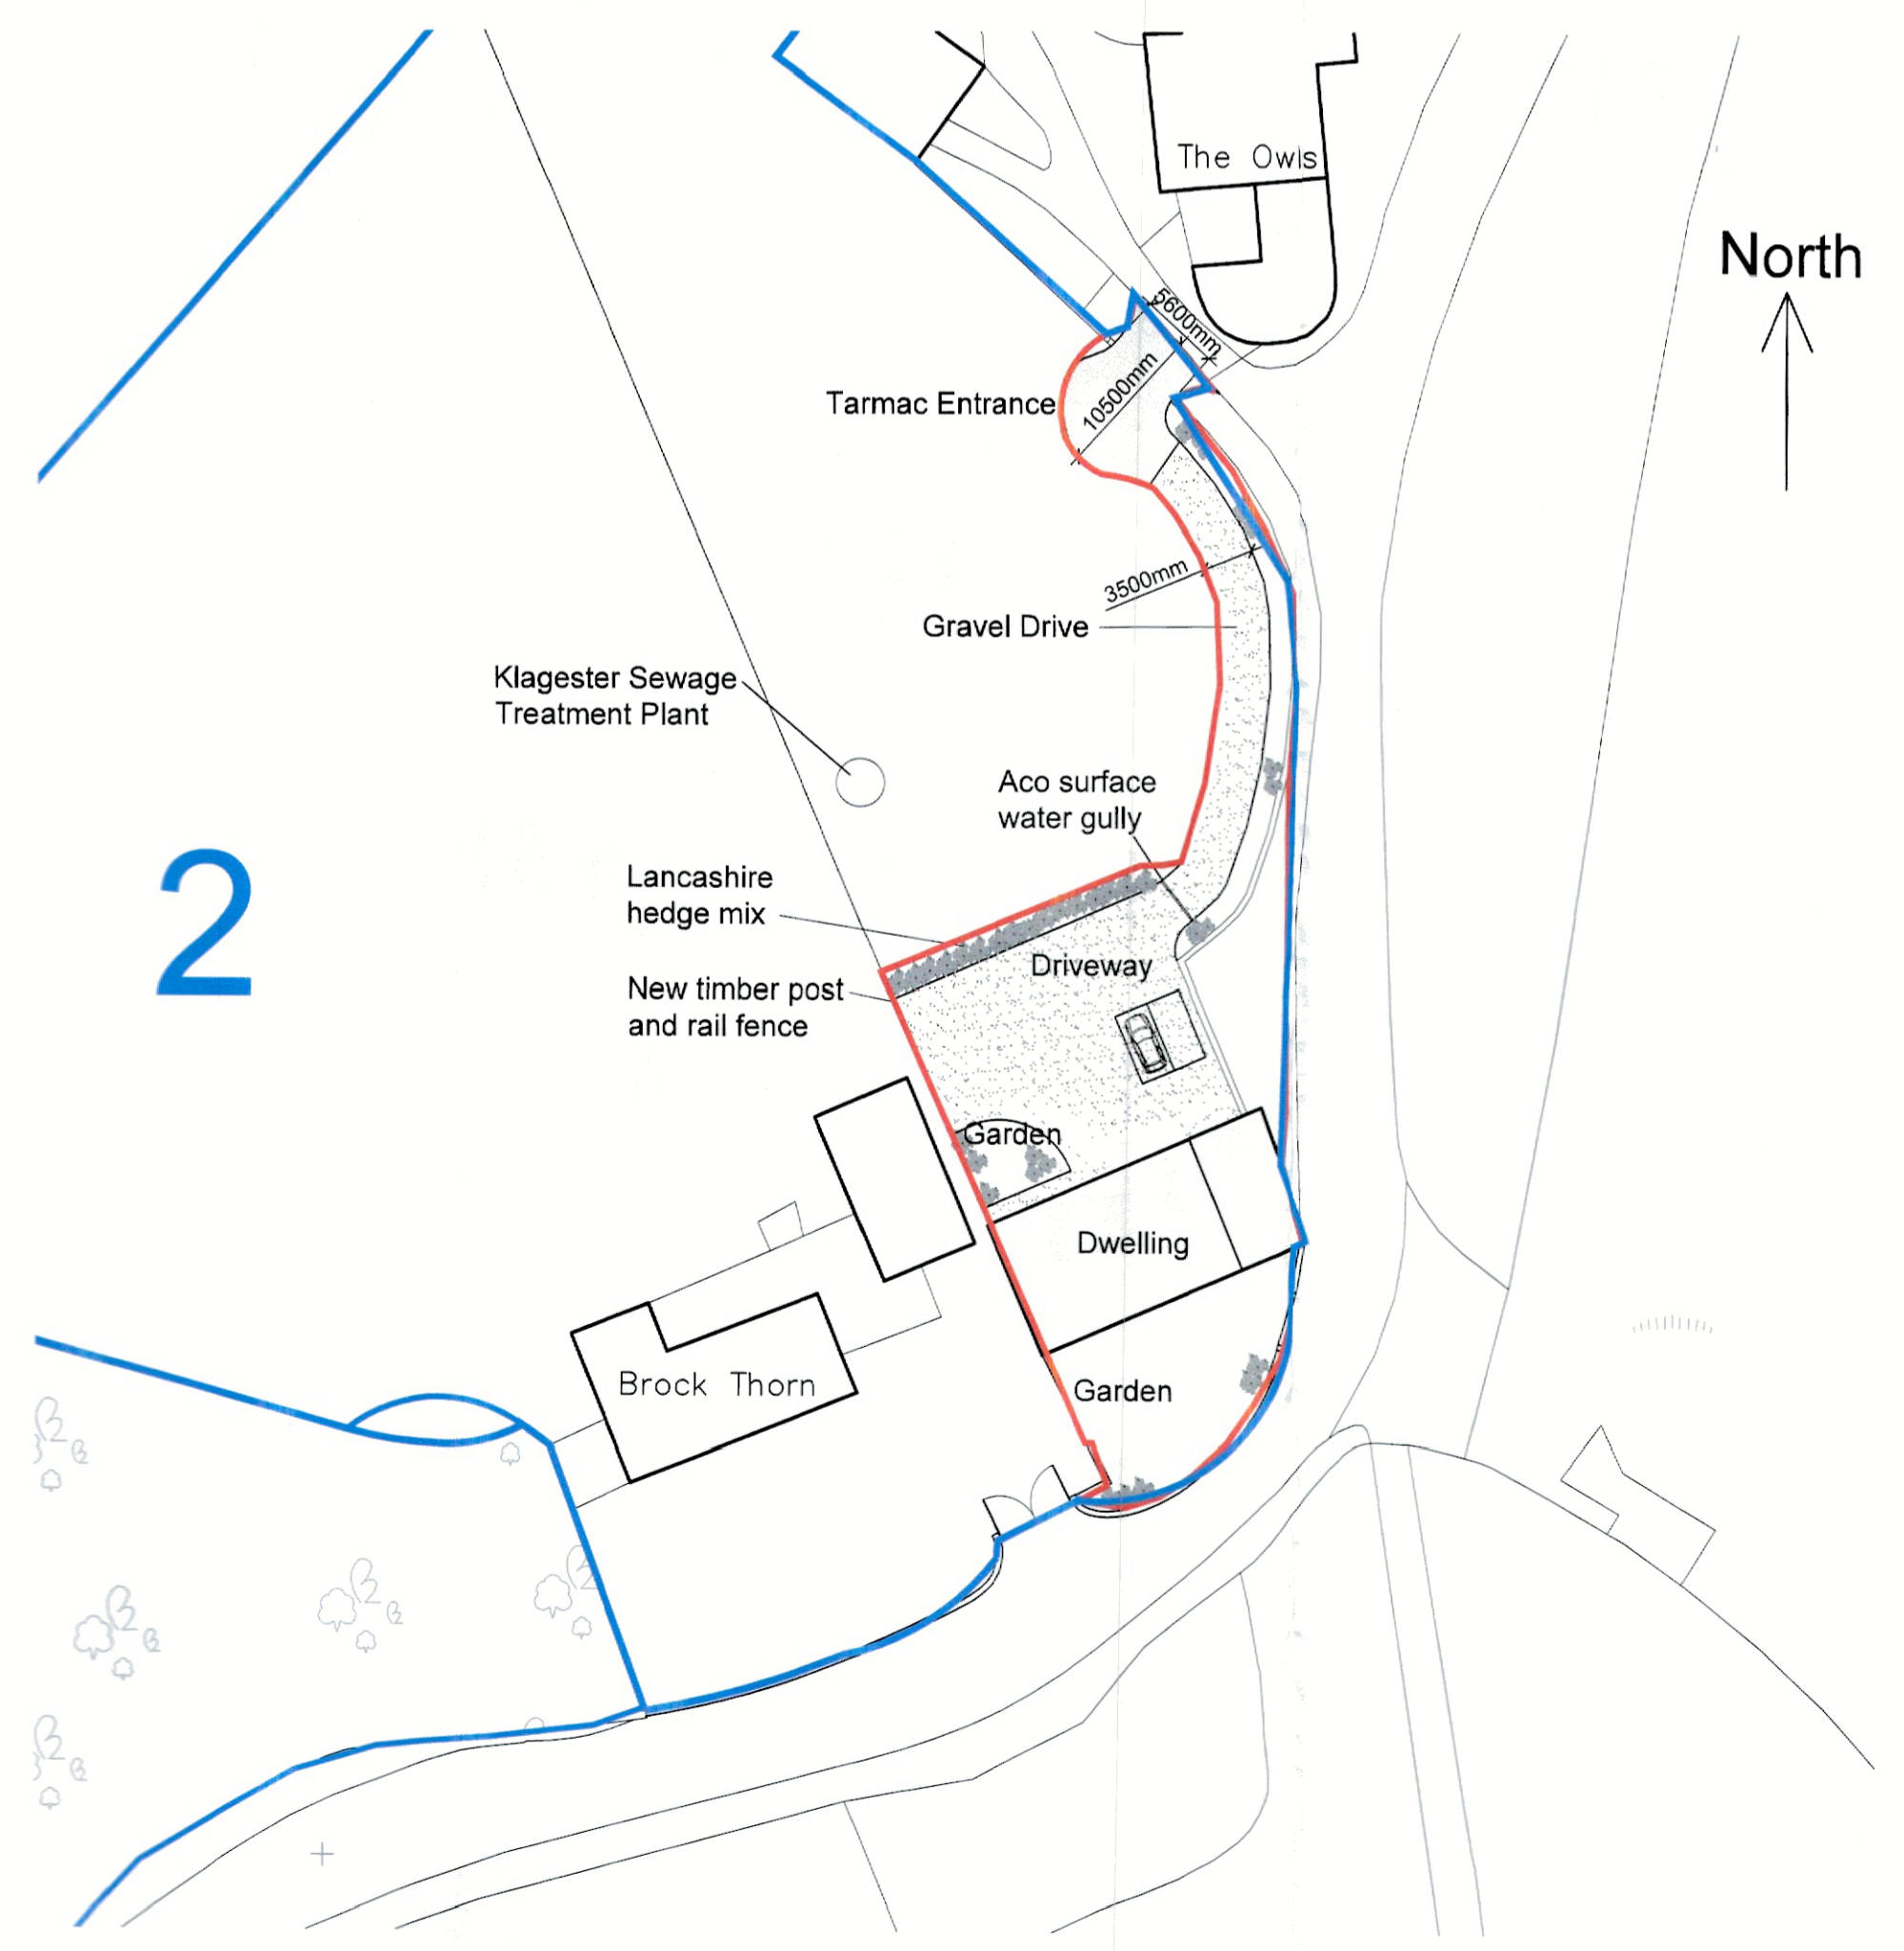 The Owls
North
5600mm
10500mm
Tarmac Entrance
3500mm
Gravel Drive
Klagester Sewage
Treatment Plant
Aco surface
water gully
2
Lancashire
hedge mix
Driveway
New timber post
and rail fence
Garden
Dwelling
Brock Thorn
Garden